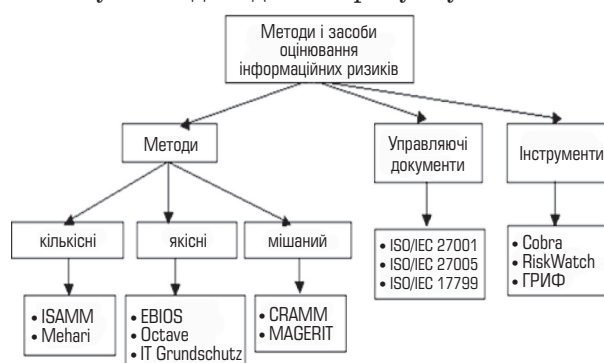 Методи і засоби
оцінювання
інформаційних ризиків
Методи
Управляючі
документи
Інструменти
кількісні
якісні
мішаний
• ISO/IEC 27001
• ISO/IEC 27005
• ISO/IEC 17799
• Cobra
• RiskWatch
• ГРИФ
• ISAMM
• Mehari
• EBIOS
• Octave
• IT Grundschutz
• CRAMM
• MAGERIT